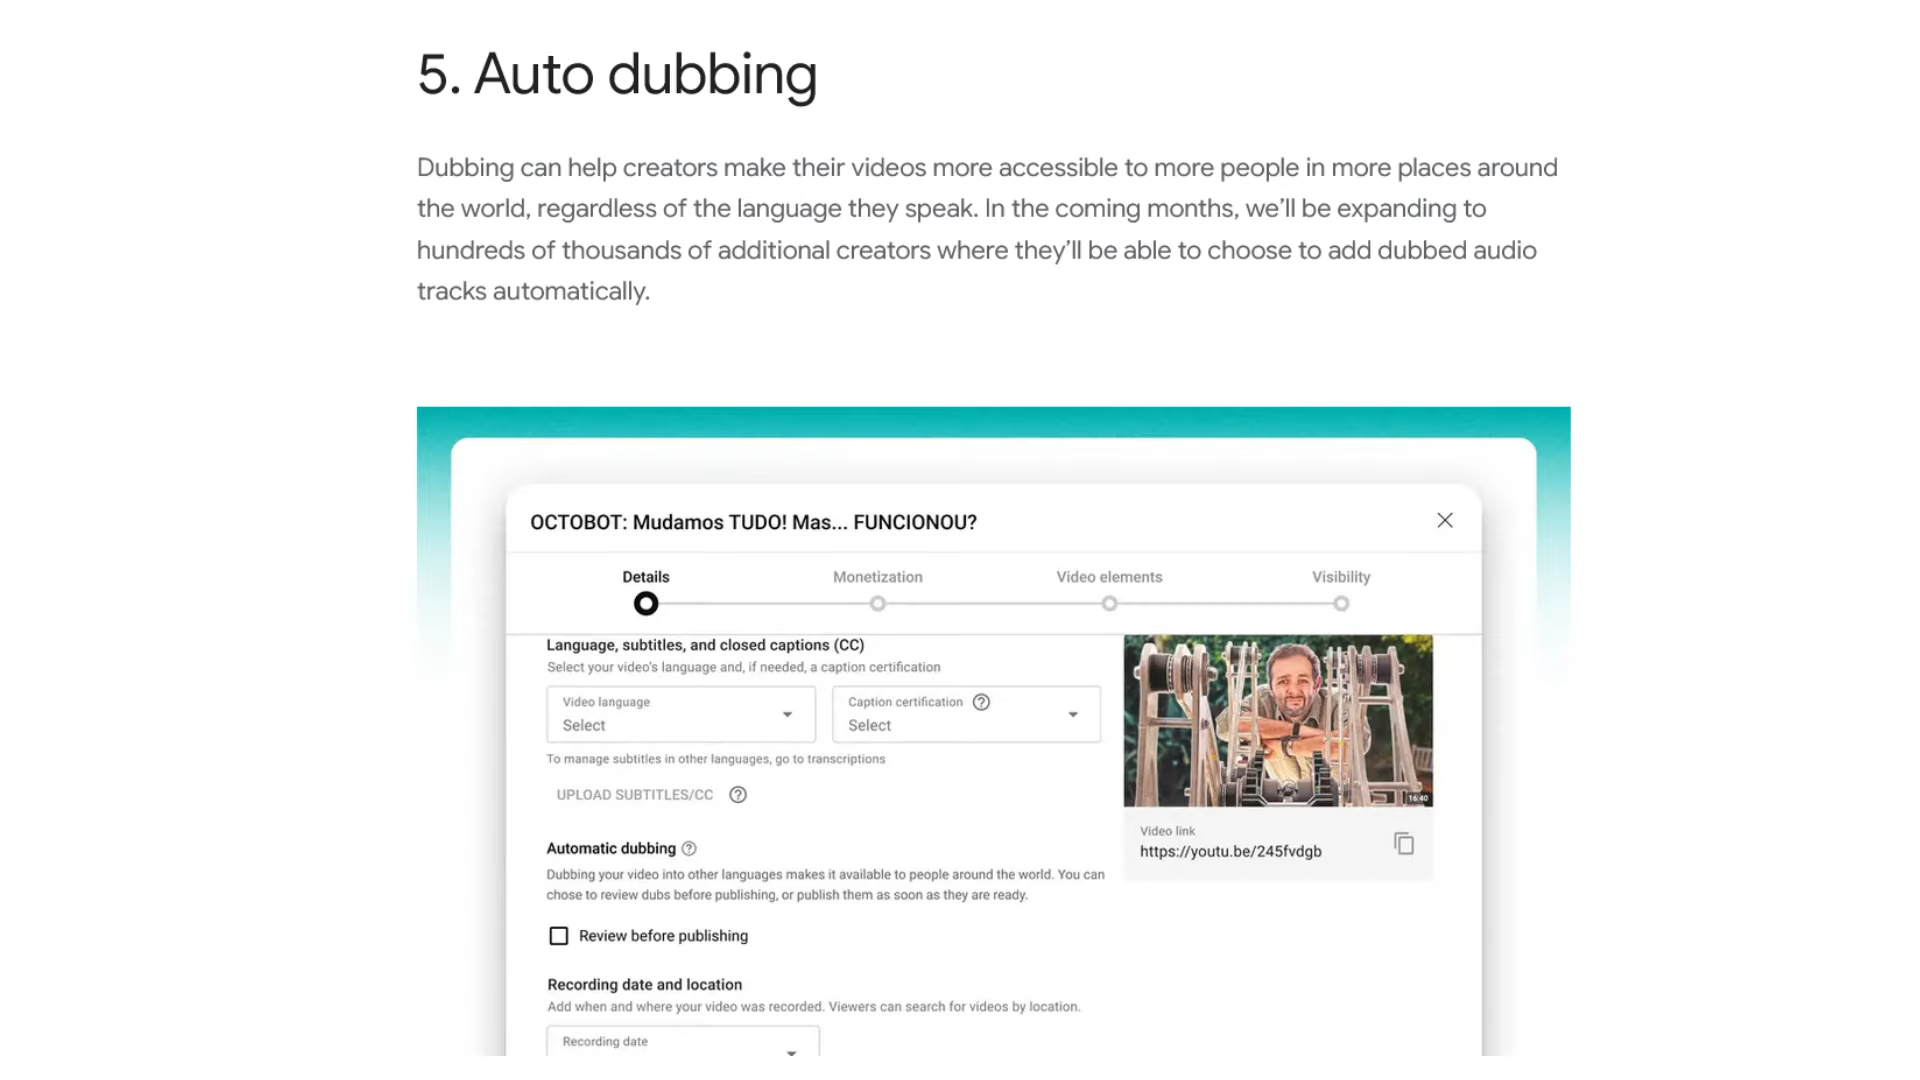 5. Auto dubbing
Dubbing can help creators make their videos more accessible to more people in more places around
the world, regardless of the language they speak. In the coming months, we’ll be expanding to
hundreds of thousands of additional creators where they’ll be able to choose to add dubbed audio
tracks automatically.
OCTOBOT: Mudamos TUDO! Mas... FUNCIONOU?
Details Monetization Video elements Visibility
Language, subtitles, and closed captions (CC)
Select your video’s language and, if needed, a caption certification
Video language
Select
Caption certification
Select
To manage subtitles in other languages, go to transcriptions
UPLOAD SUBTITLES/CC
16:40
Video link
https://youtu.be/245fvdgb
Automatic dubbing
Dubbing your video into other languages makes it available to people around the world. You can
chose to review dubs before publishing, or publish them as soon as they are ready.
Review before publishing
Recording date and location
Add when and where your video was recorded. Viewers can search for videos by location.
Recording date